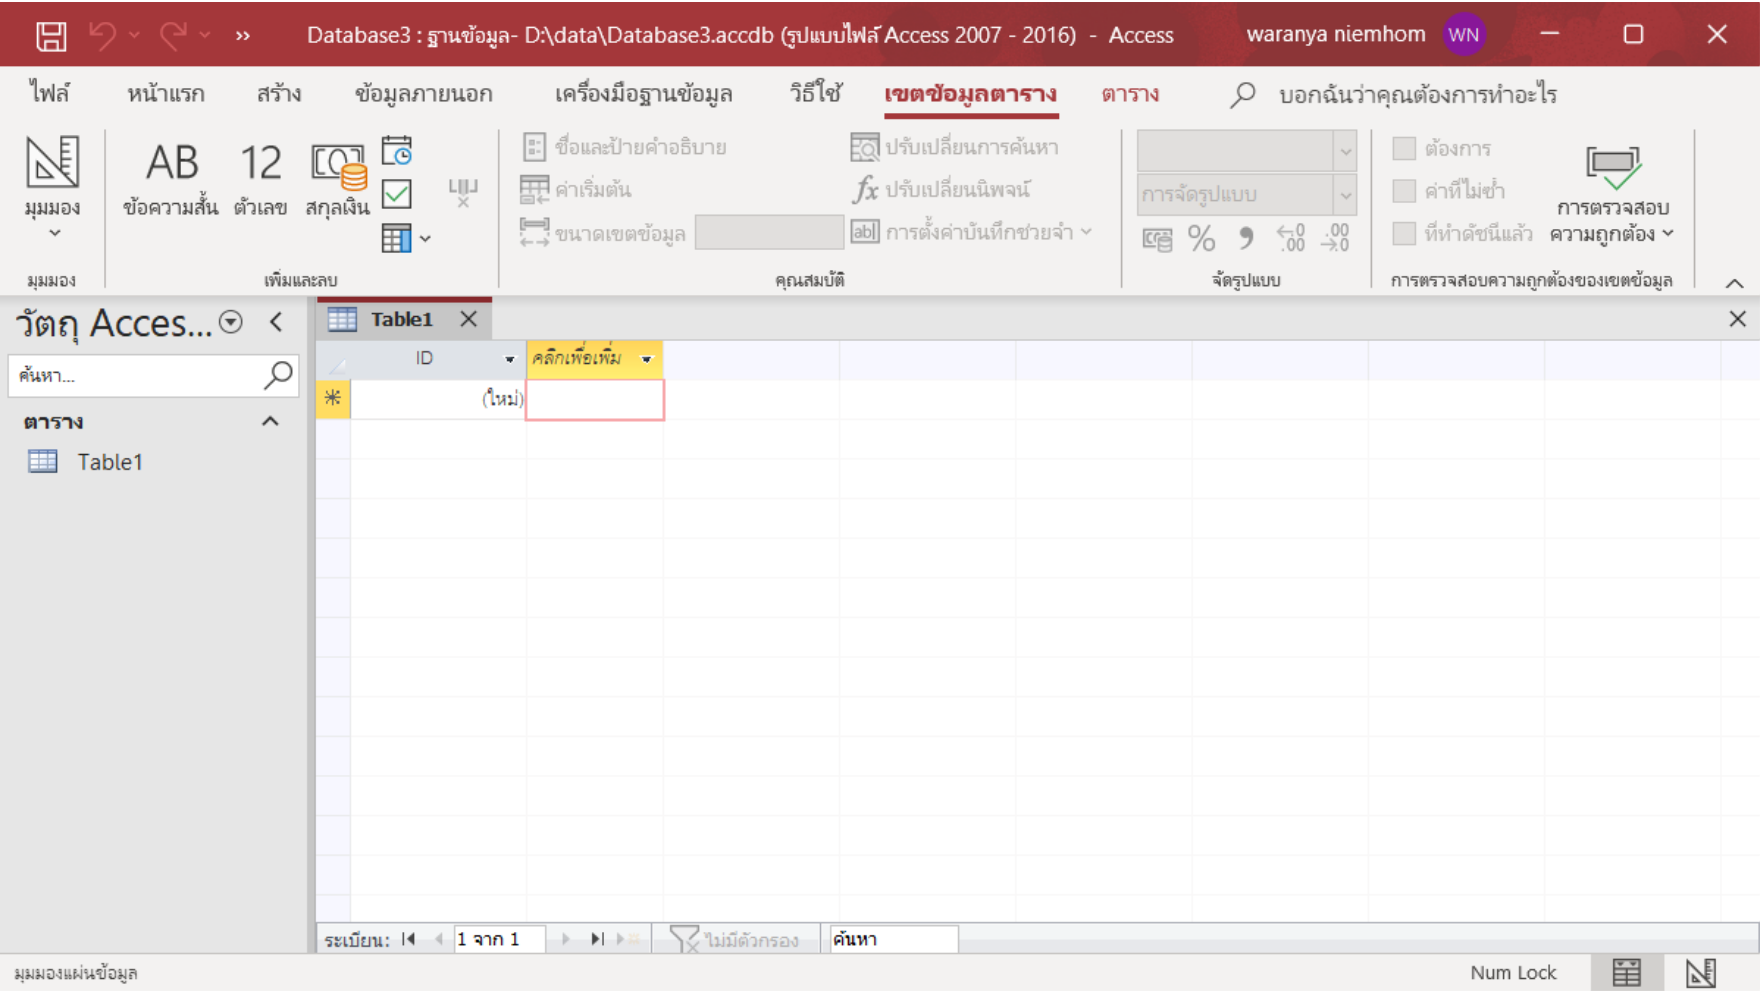 Database3 : ฐานข้อมูล- D:\data\Database3.accdb (รูปแบบไฟล์ Access 2007 - 2016) - Access waranya niemhom WN
ไฟล์ หน้าแรก สร้าง ข้อมูลภายนอก เครื่องมือฐานข้อมูล วิธีใช้ เขตข้อมูลตาราง ตาราง บอกฉันว่าคุณต้องการทำอะไร
AB 12 ชื่อและป้ายคำอธิบาย ปรับเปลี่ยนการค้นหา ต้องการ
มุมมอง ข้อความสั้น ตัวเลข สกุลเงิน ค่าเริ่มต้น fx ปรับเปลี่ยนนิพจน์ การจัดรูปแบบ ค่าที่ไม่ซ้ำ การตรวจสอบ
ขนาดเขตข้อมูล ab การตั้งค่าบันทึกช่วยจำ % 9 .00 .0 ที่ทำดัชนีแล้ว ความถูกต้อง
มุมมอง เพิ่มและลบ คุณสมบัติ จัดรูปแบบ การตรวจสอบความถูกต้องของเขตข้อมูล
วัตถุ Acces... Table1
ID คลิกเพื่อเพิ่ม
ค้นหา...
(ใหม่)
ตาราง
Table1
ระเบียน: 1 จาก 1 ไม่มีตัวกรอง ค้นหา
มุมมองแผ่นข้อมูล Num Lock